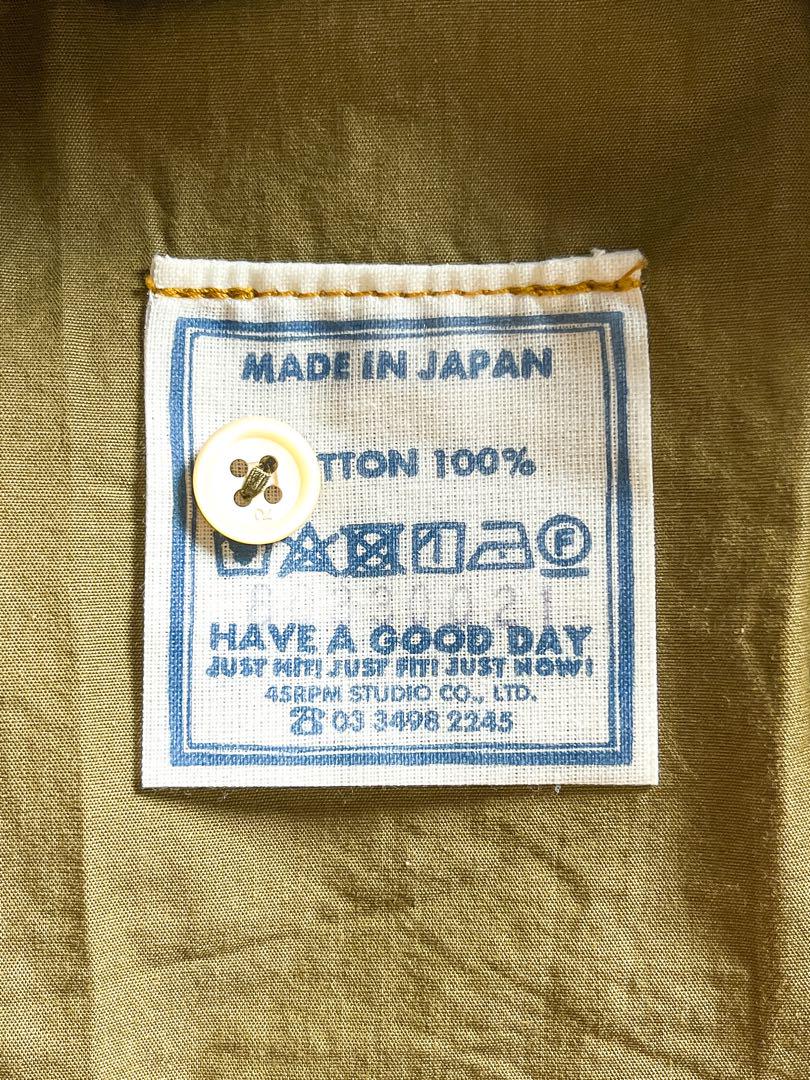 MADE IN JAPAN
TTON 100%
F
HAVE A GOOD DAY
JUST HIT! JUST FIT! JUST NOW!
45RPM STUDIO CO., LTD.
☎ 03 3498 2245